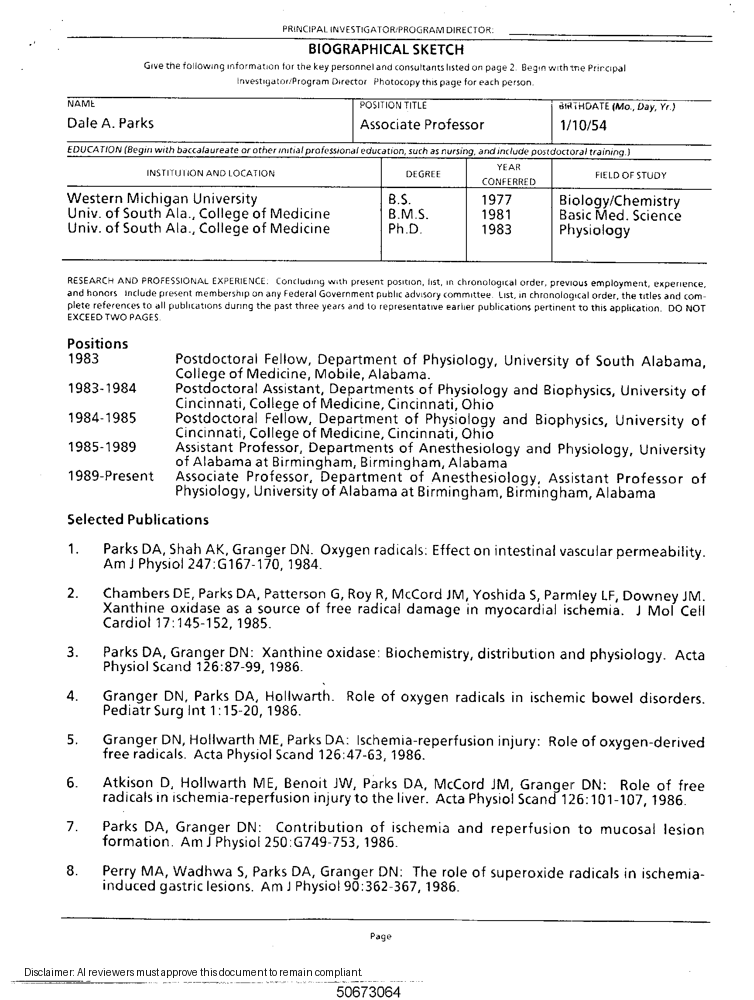 PRINCIPAL INVESTIGATOR/PROGRAM DIRECTOR:
BIOGRAPHICAL SKETCH
Give the following information for the key personnel and consultants listed on page 2. Begin with the Principal
Investigator/Program Director Photocopy this page for each person.
NAME POSITION TITLE BIRTHDATE (Mo., Day, Yr.)
Dale A. Parks Associate Professor 1/10/54
EDUCATION (Begin with baccalaureate or other initial professional education, such as nursing, and include postdoctoral training.)
INSTITUTION AND LOCATION DEGREE YEAR CONFERRED FIELD OF STUDY
Western Michigan University B.S. 1977 Biology/Chemistry
Univ. of South Ala., College of Medicine B.M.S. 1981 Basic Med. Science
Univ. of South Ala., College of Medicine Ph.D. 1983 Physiology
RESEARCH AND PROFESSIONAL EXPERIENCE: Concluding with present position, list, in chronological order, previous employment, experience,
and honors Include present membership on any Federal Government public advisory committee. List, in chronological order, the titles and com-
plete references to all publications during the past three years and to representative earlier publications pertinent to this application. DO NOT
EXCEED TWO PAGES.
Positions
1983 Postdoctoral Fellow, Department of Physiology, University of South Alabama,
College of Medicine, Mobile, Alabama.
1983-1984 Postdoctoral Assistant, Departments of Physiology and Biophysics, University of
Cincinnati, College of Medicine, Cincinnati, Ohio
1984-1985 Postdoctoral Fellow, Department of Physiology and Biophysics, University of
Cincinnati, College of Medicine, Cincinnati, Ohio
1985-1989 Assistant Professor, Departments of Anesthesiology and Physiology, University
of Alabama at Birmingham, Birmingham, Alabama
1989-Present Associate Professor, Department of Anesthesiology, Assistant Professor of
Physiology, University of Alabama at Birmingham, Birmingham, Alabama
Selected Publications
1. Parks DA, Shah AK, Granger DN. Oxygen radicals: Effect on intestinal vascular permeability.
Am J Physiol 247:G167-170, 1984.
2. Chambers DE, Parks DA, Patterson G, Roy R, McCord JM, Yoshida S, Parmley LF, Downey JM.
Xanthine oxidase as a source of free radical damage in myocardial ischemia. J Mol Cell
Cardiol 17:145-152, 1985.
3. Parks DA, Granger DN: Xanthine oxidase: Biochemistry, distribution and physiology. Acta
Physiol Scand 126:87-99, 1986.
4. Granger DN, Parks DA, Hollwarth. Role of oxygen radicals in ischemic bowel disorders.
Pediatr Surg Int 1:15-20, 1986.
5. Granger DN, Hollwarth ME, Parks DA: Ischemia-reperfusion injury: Role of oxygen-derived
free radicals. Acta Physiol Scand 126:47-63, 1986.
6. Atkison D, Hollwarth ME, Benoit JW, Parks DA, McCord JM, Granger DN: Role of free
radicals in ischemia-reperfusion injury to the liver. Acta Physiol Scand 126:101-107, 1986.
7. Parks DA, Granger DN: Contribution of ischemia and reperfusion to mucosal lesion
formation. Am J Physiol 250:G749-753, 1986.
8. Perry MA, Wadhwa S, Parks DA, Granger DN: The role of superoxide radicals in ischemia-
induced gastric lesions. Am J Physiol 90:362-367, 1986.
Page
Disclaimer: AI reviewers must approve this document to remain compliant.
50673064